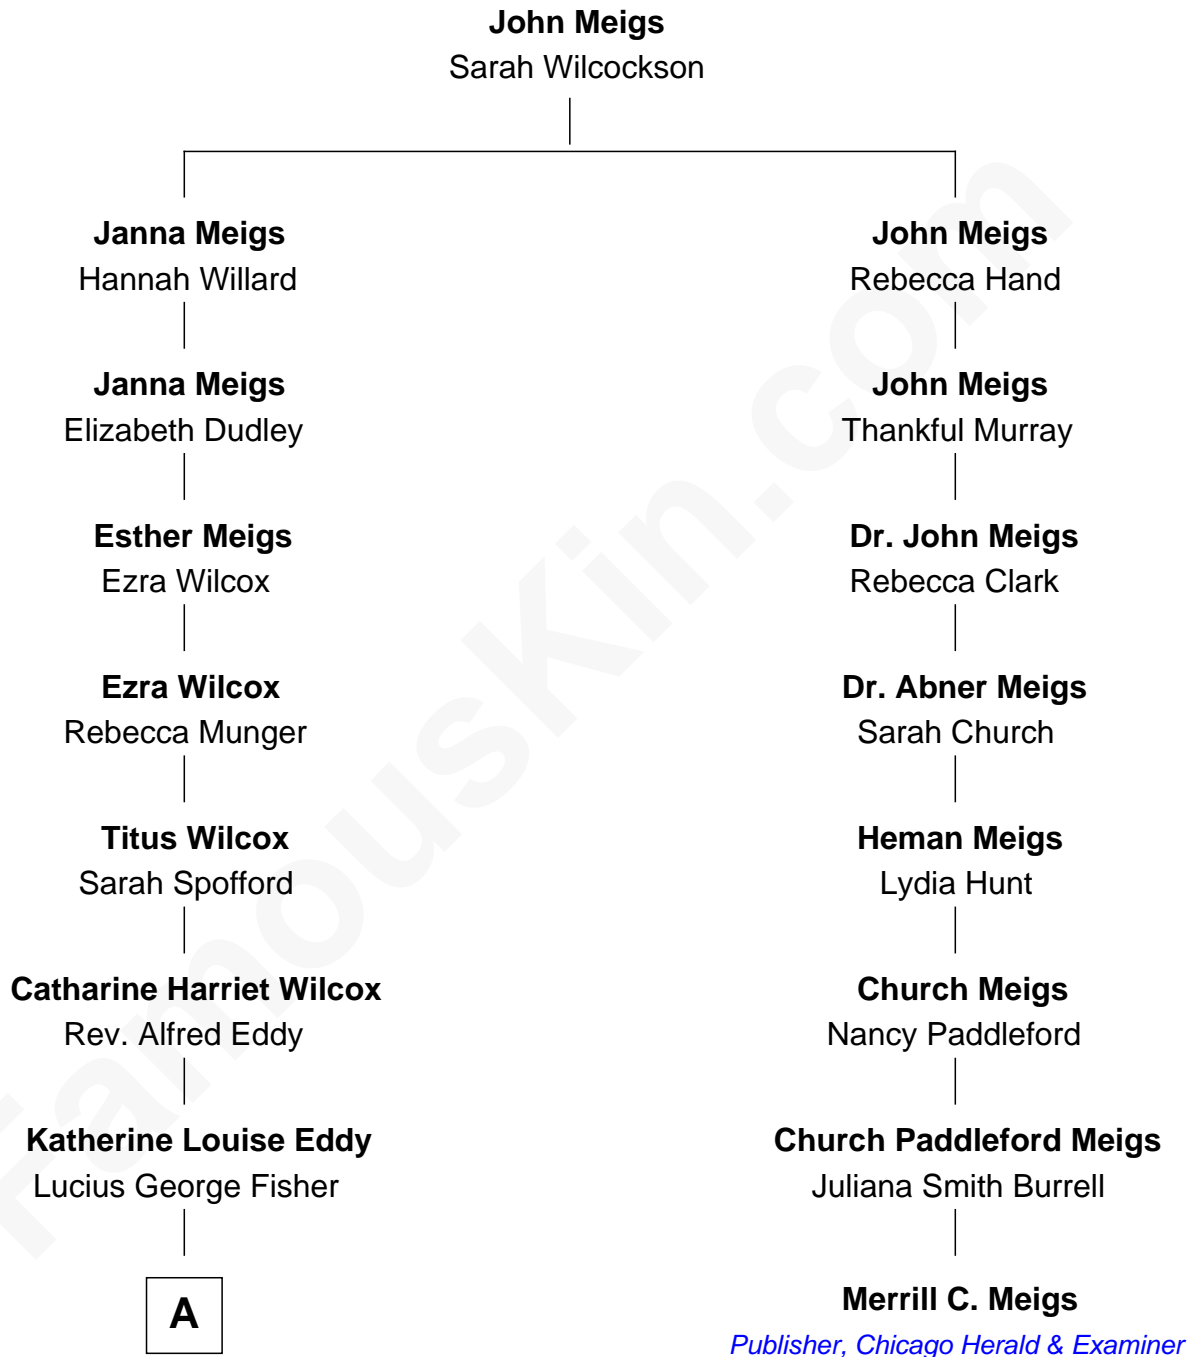 John Meigs
Sarah Wilcockson
Janna Meigs
Hannah Willard
John Meigs
Rebecca Hand
Janna Meigs
Elizabeth Dudley
John Meigs
Thankful Murray
Esther Meigs
Ezra Wilcox
Dr. John Meigs
Rebecca Clark
Ezra Wilcox
Rebecca Munger
Dr. Abner Meigs
Sarah Church
Titus Wilcox
Sarah Spofford
Heman Meigs
Lydia Hunt
Catharine Harriet Wilcox
Rev. Alfred Eddy
Church Meigs
Nancy Paddleford
Katherine Louise Eddy
Lucius George Fisher
Church Paddleford Meigs
Juliana Smith Burrell
A
Merrill C. Meigs
Publisher, Chicago Herald & Examiner
FamousKin.com